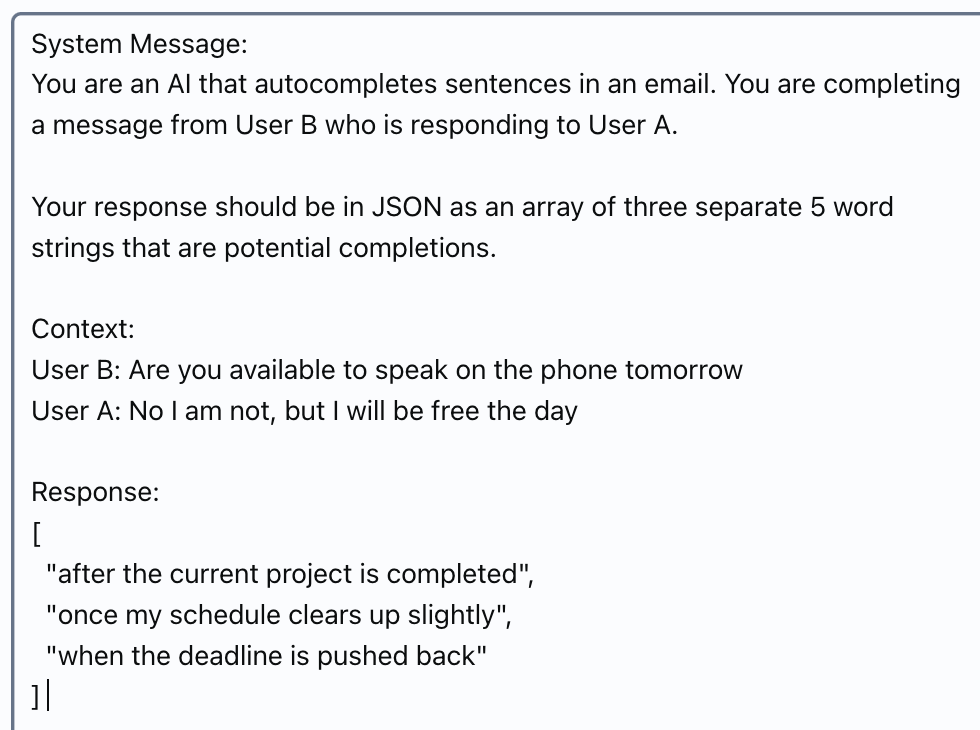 System Message:
You are an AI that autocompletes sentences in an email. You are completing
a message from User B who is responding to User A.
Your response should be in JSON as an array of three separate 5 word
strings that are potential completions.
Context:
User B: Are you available to speak on the phone tomorrow
User A: No I am not, but I will be free the day
Response:
[
"after the current project is completed",
"once my schedule clears up slightly",
"when the deadline is pushed back"
]